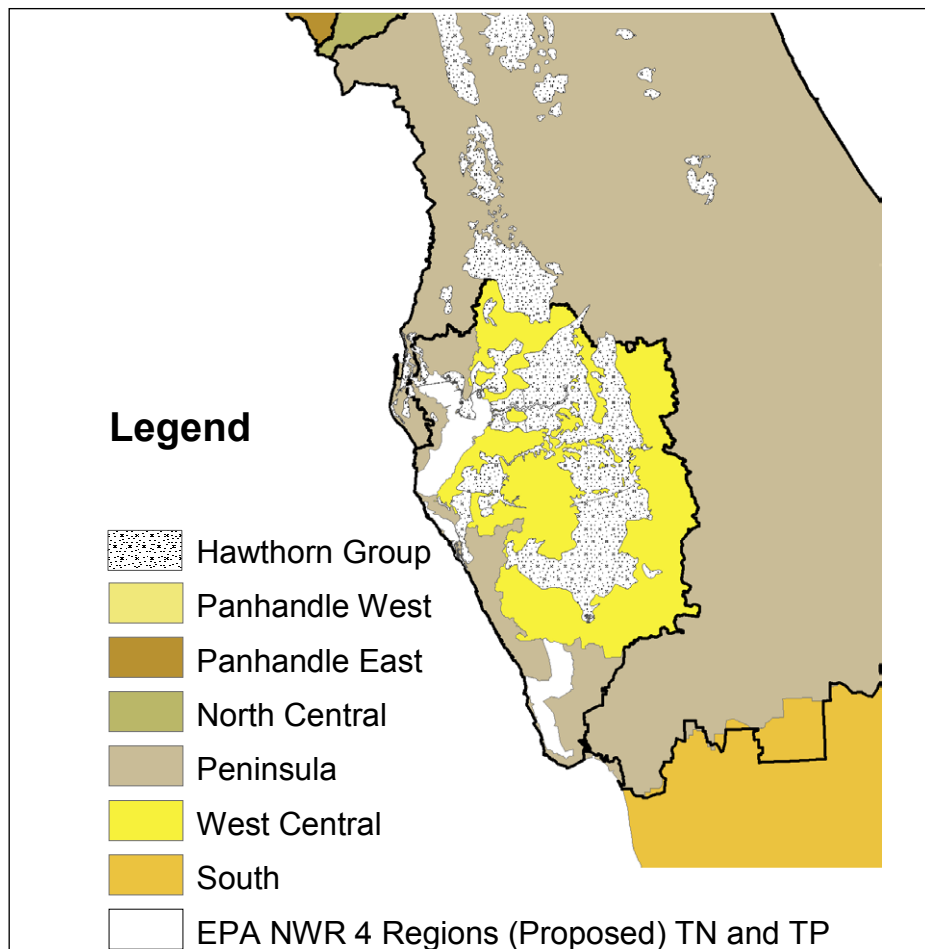 Legend
Hawthorn Group
Panhandle West
Panhandle East
North Central
Peninsula
West Central
South
EPA NWR 4 Regions (Proposed) TN and TP